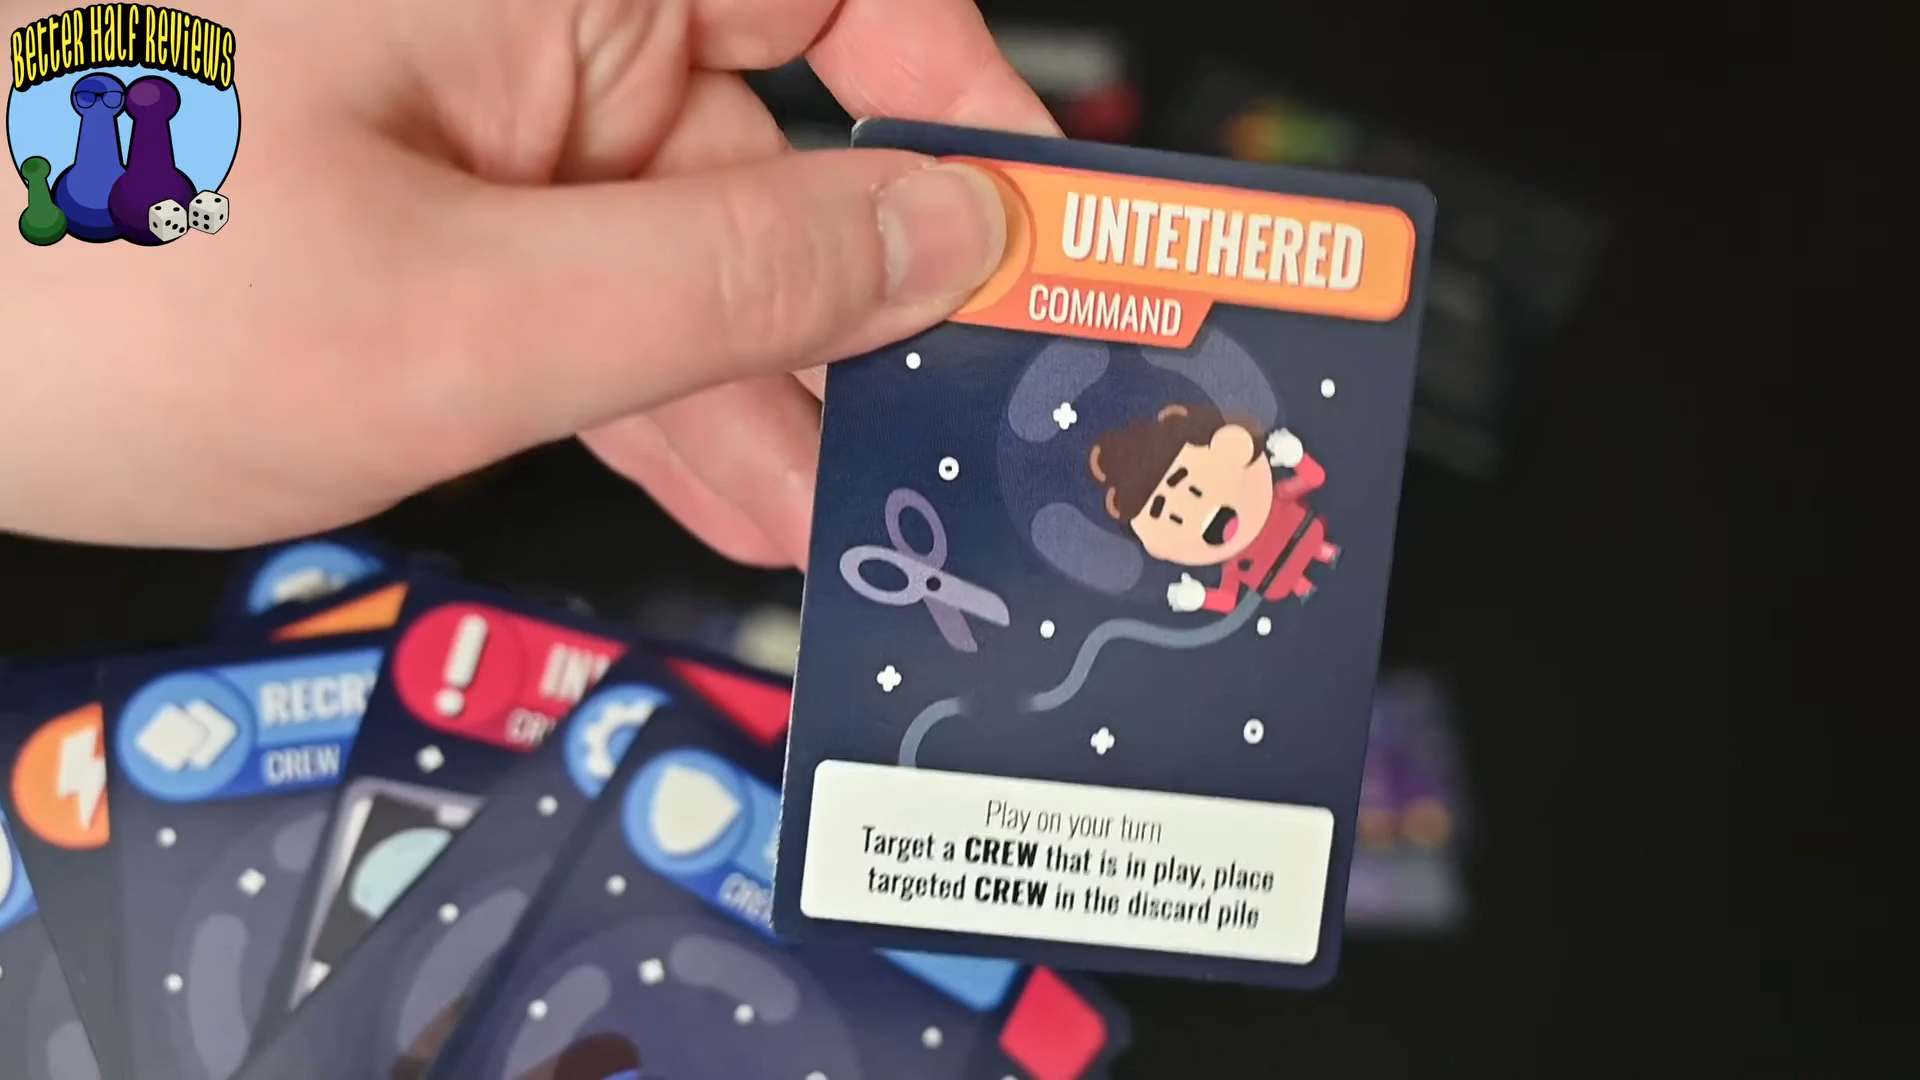 BETTER HALF REVIEWS
UNTETHERED
COMMAND
Play on your turn
Target a CREW that is in play, place
targeted CREW in the discard pile
RECR
CREW